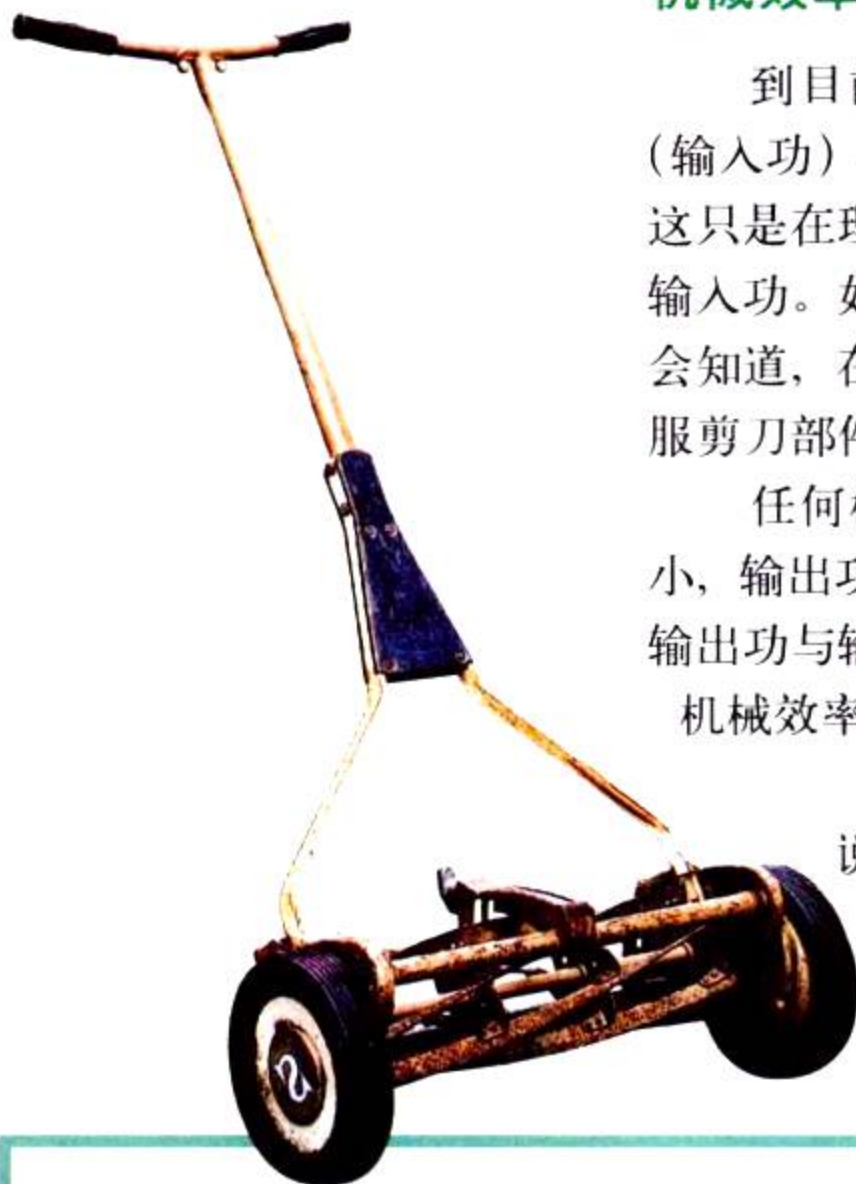 机械效率
到目前
(输入功)
这只是在理
输入功。如
会知道，在
服剪刀部件
任何机
小，输出功
输出功与输
机械效率
说